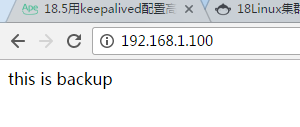 Ape 18.5用keepalived配置高
18Linux集群
192.168.1.100
this is backup